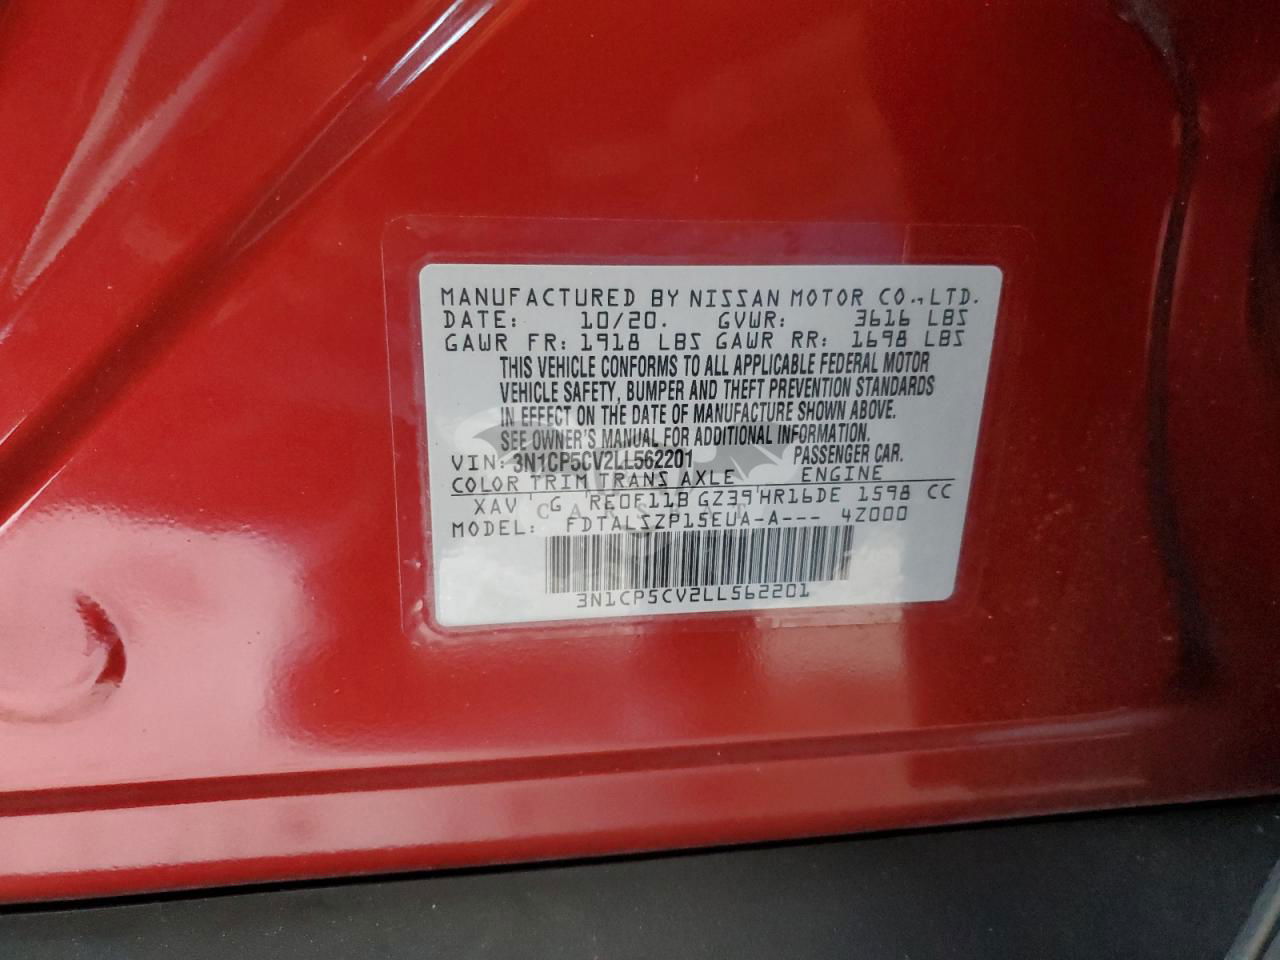 MANUFACTURED BY NISSAN MOTOR CO.,LTD.
DATE: 10/20. GVWR: 3616 LBS
GAWR FR: 1918 LBS GAWR RR: 1698 LBS
THIS VEHICLE CONFORMS TO ALL APPLICABLE FEDERAL MOTOR
VEHICLE SAFETY, BUMPER AND THEFT PREVENTION STANDARDS
IN EFFECT ON THE DATE OF MANUFACTURE SHOWN ABOVE.
SEE OWNER'S MANUAL FOR ADDITIONAL INFORMATION.
VIN: 3N1CP5CV2LL562201 PASSENGER CAR.
COLOR TRIM TRANS AXLE ENGINE
XAV G RE0F11B GZ39 HR16DE 1598 CC
MODEL: FDTALSZP15EUA-A--- 4Z000
3N1CP5CV2LL562201